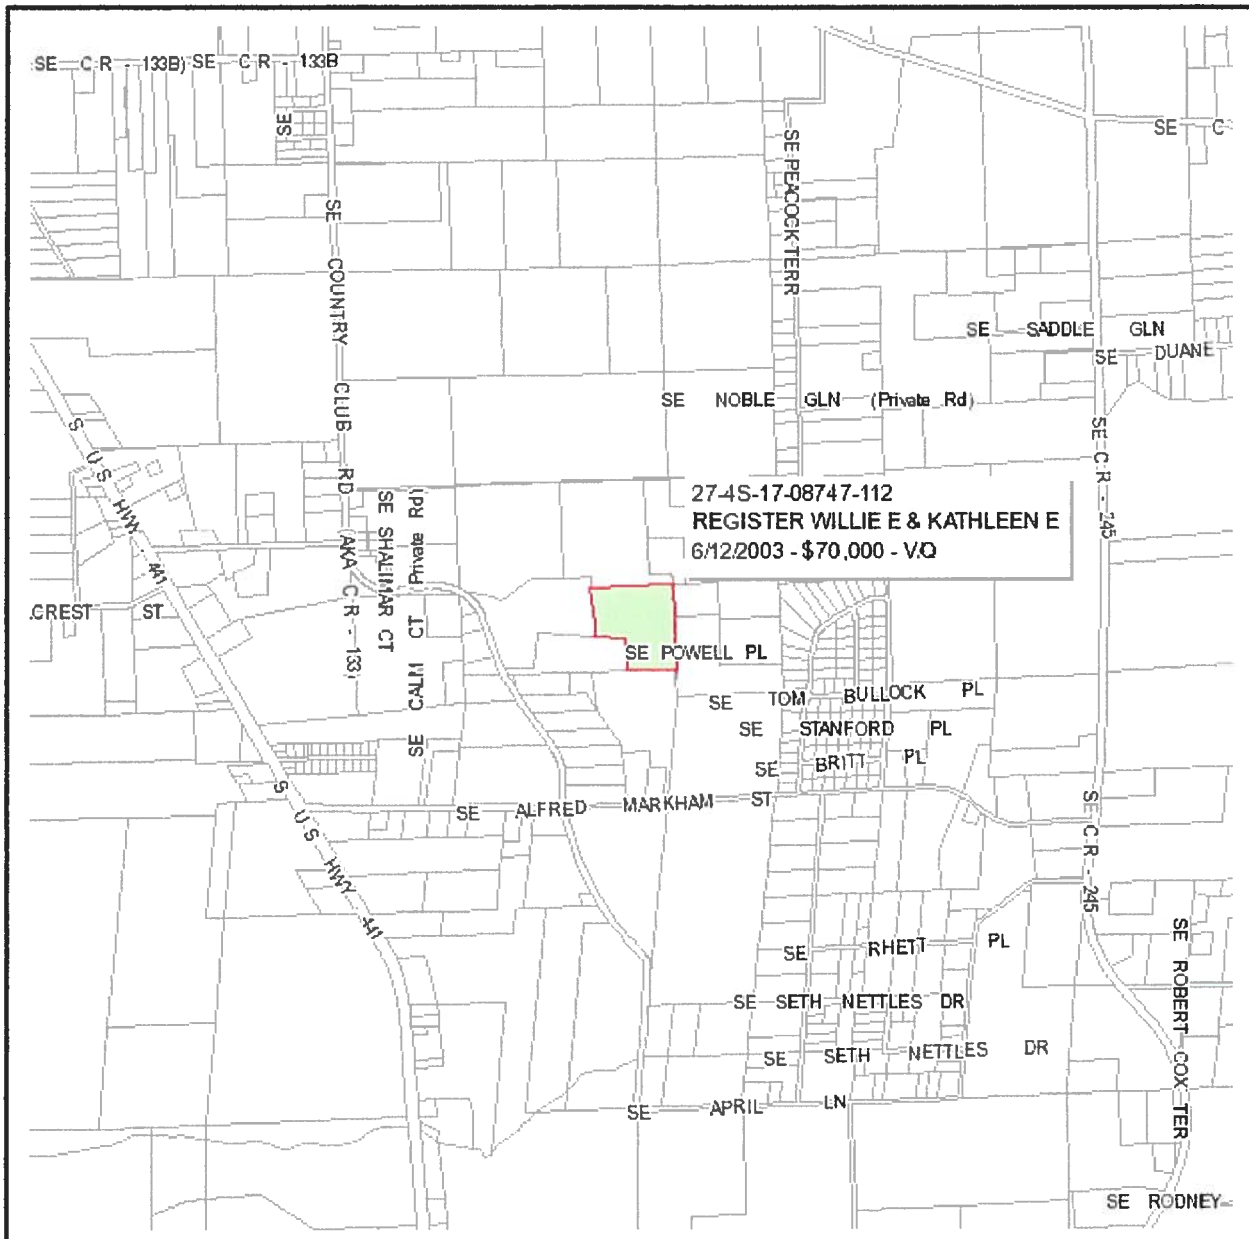 SE C R - 133B) SE C R - 133B
SE
SE C
SE PEACOCK TERR
SE COUNTRY CLUB RD (AKA C R - 133)
SE SADDLE GLN
SE DUANE
SE NOBLE GLN (Private Rd)
SE C R - 245
S US HWY - 441
SE SHALIMAR CT
SE CALM CT Private Rd)
27-4S-17-08747-112
REGISTER WILLIE E & KATHLEEN E
6/12/2003 - $70,000 - V/Q
CREST ST
SE POWELL PL
SE TOM BULLOCK PL
SE STANFORD PL
SE BRITT PL
SE ALFRED MARKHAM ST
S US HWY 441
SE C R - 245
SE RHETT PL
SE ROBERT COX TER
SE SETH NETTLES DR
SE SETH NETTLES DR
SE APRIL LN
SE RODNEY